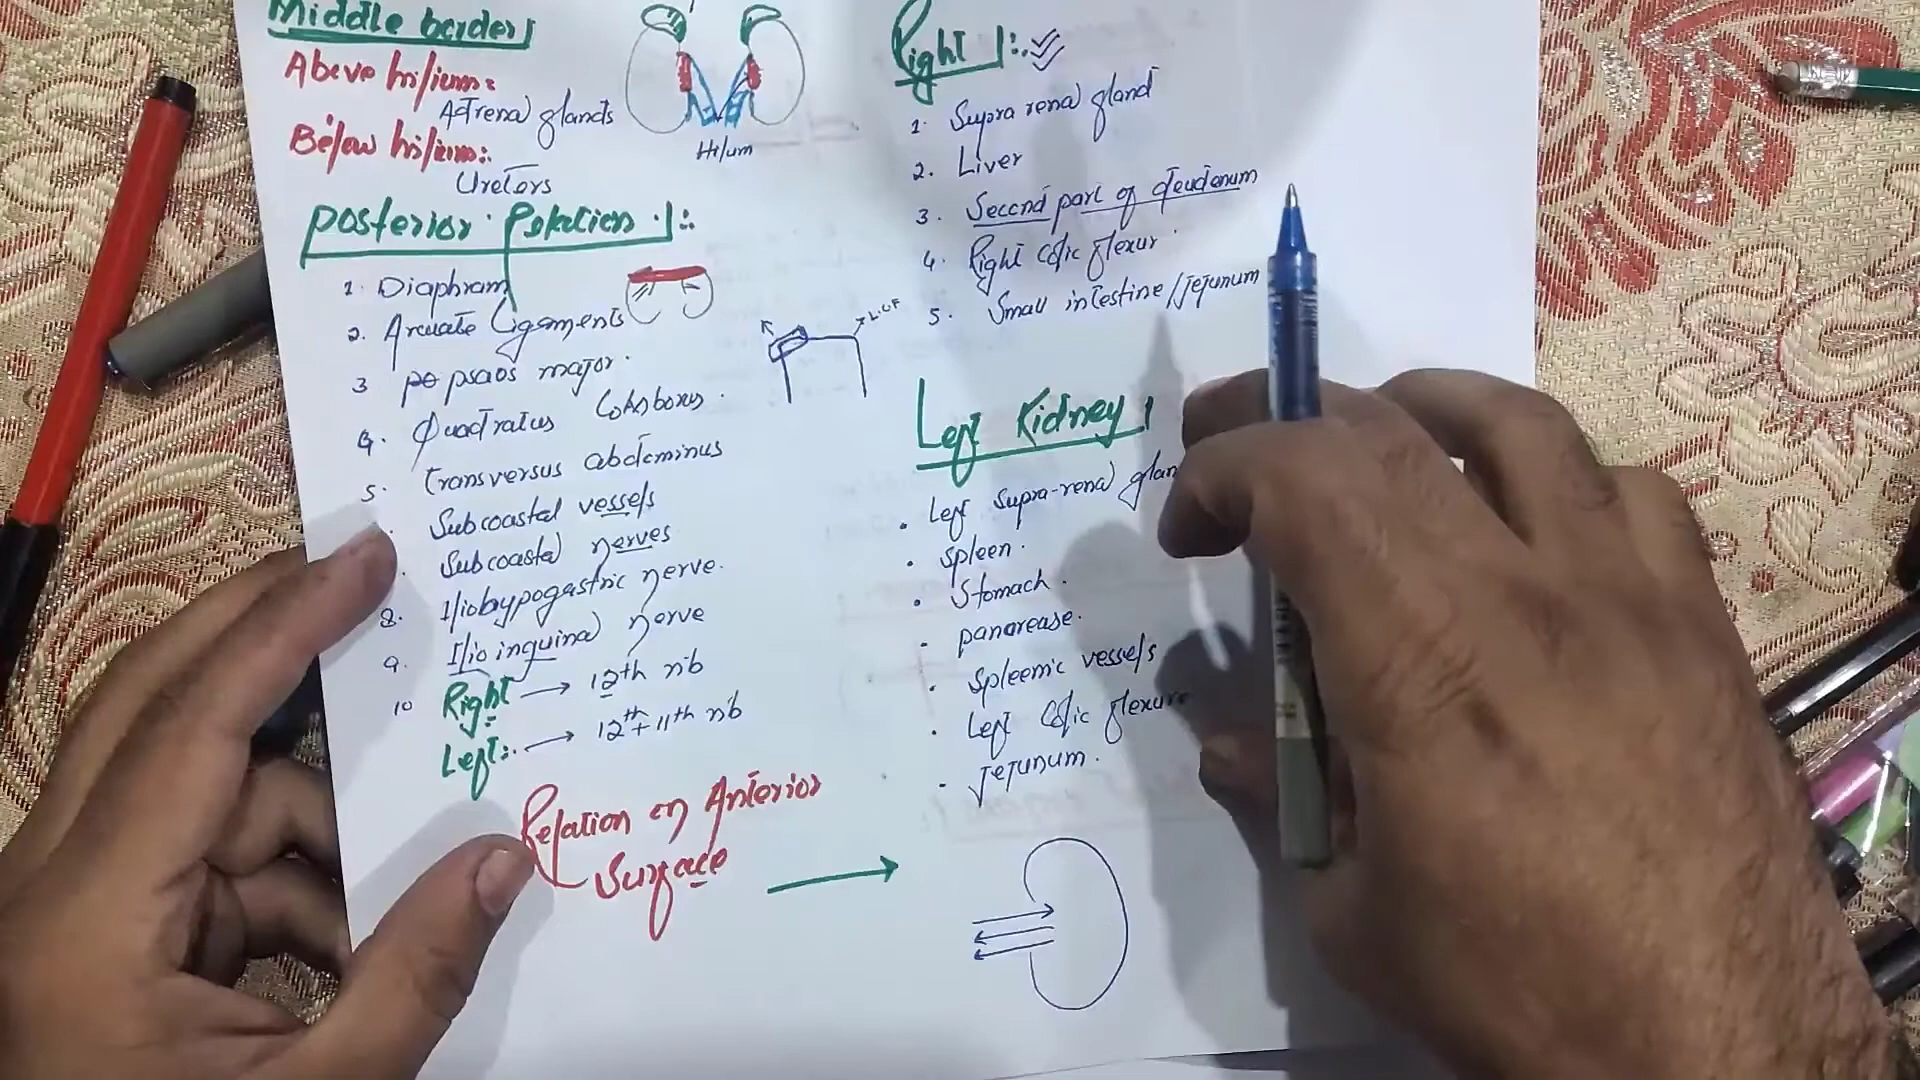 Middle border
Above hilium:
Adrenal glands
Below hilium:
Uretors
Hilum
Posterior Relation:
1. Diaphram
2. Arcuate Ligaments
3 psaos major.
4. Quadratus
5. transversus abdominus
Subcoastal vessels
Subcoastal nerves
8. Iliohypogastric nerve.
9. Ilio inguinal nerve
10 Right → 12th rib
Left: → 12th + 11th rib
Relation on Anterior
Surface
L.C.F
Right:
1. Supra renal gland
2. Liver
3. Second part of deudenum
4. Right colic flexur
5. Small intestine/Jejunum
Left Kidney
Left Supra-renal glan
Spleen.
Stomach.
pancrease.
Spleenic vessels
Left Colic flexure
Jejunum.